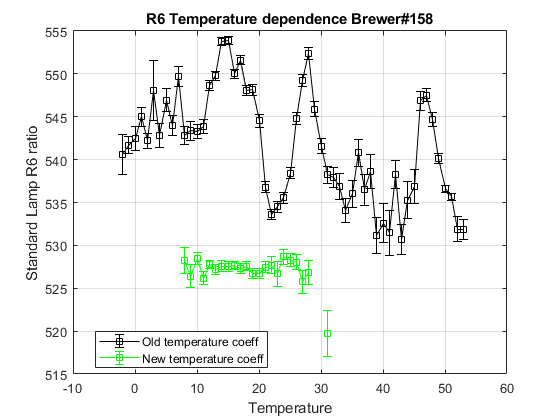 R6 Temperature dependence Brewer#158
555
550
545
540
535
530
525
520
515
Standard Lamp R6 ratio
Old temperature coeff
New temperature coeff
-10 0 10 20 30 40 50 60
Temperature